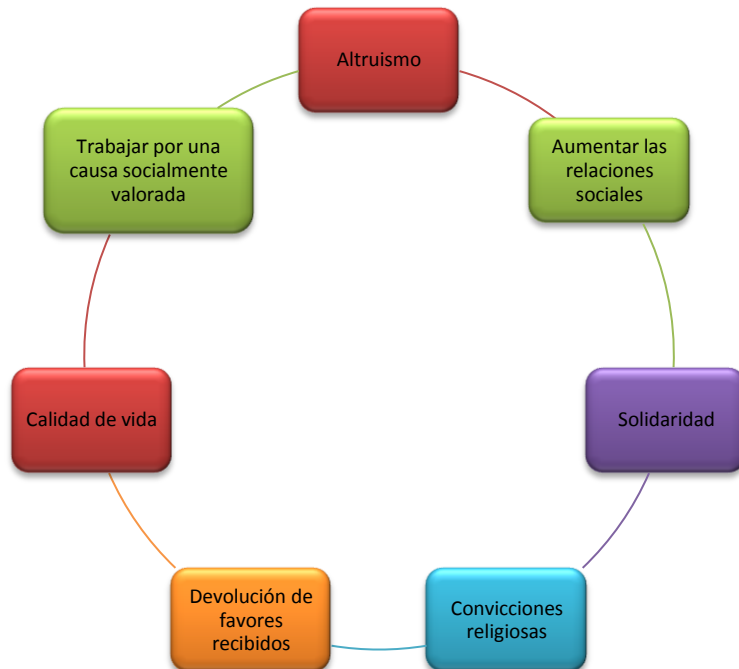 Altruismo
Aumentar las
relaciones
sociales
Solidaridad
Convicciones
religiosas
Devolución de
favores
recibidos
Calidad de vida
Trabajar por una
causa socialmente
valorada